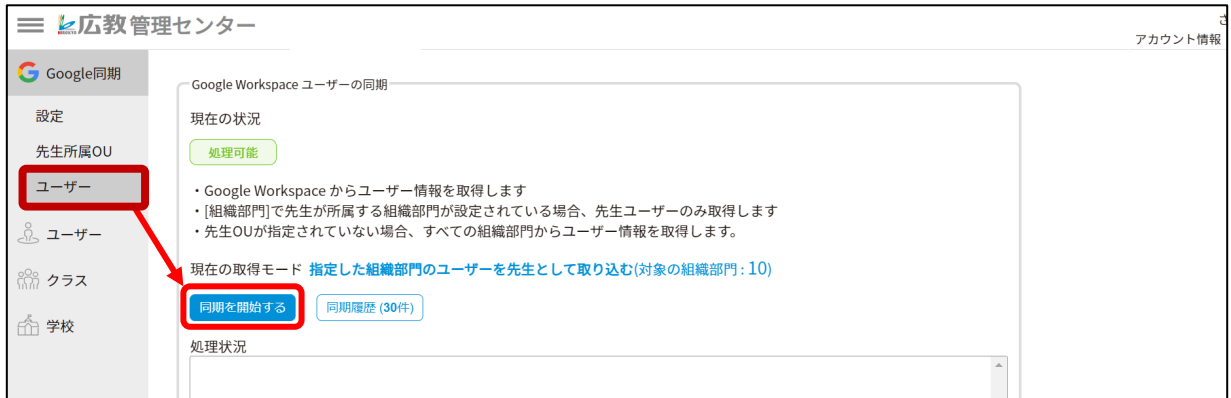 広教管理センター
アカウント情報
Google同期
設定
先生所属OU
ユーザー
ユーザー
クラス
学校
Google Workspace ユーザーの同期
現在の状況
処理可能
・Google Workspace からユーザー情報を取得します
・[組織部門]で先生が所属する組織部門が設定されている場合、先生ユーザーのみ取得します
・先生OUが指定されていない場合、すべての組織部門からユーザー情報を取得します。
現在の取得モード 指定した組織部門のユーザーを先生として取り込む(対象の組織部門 : 10)
同期を開始する
同期履歴 (30件)
処理状況